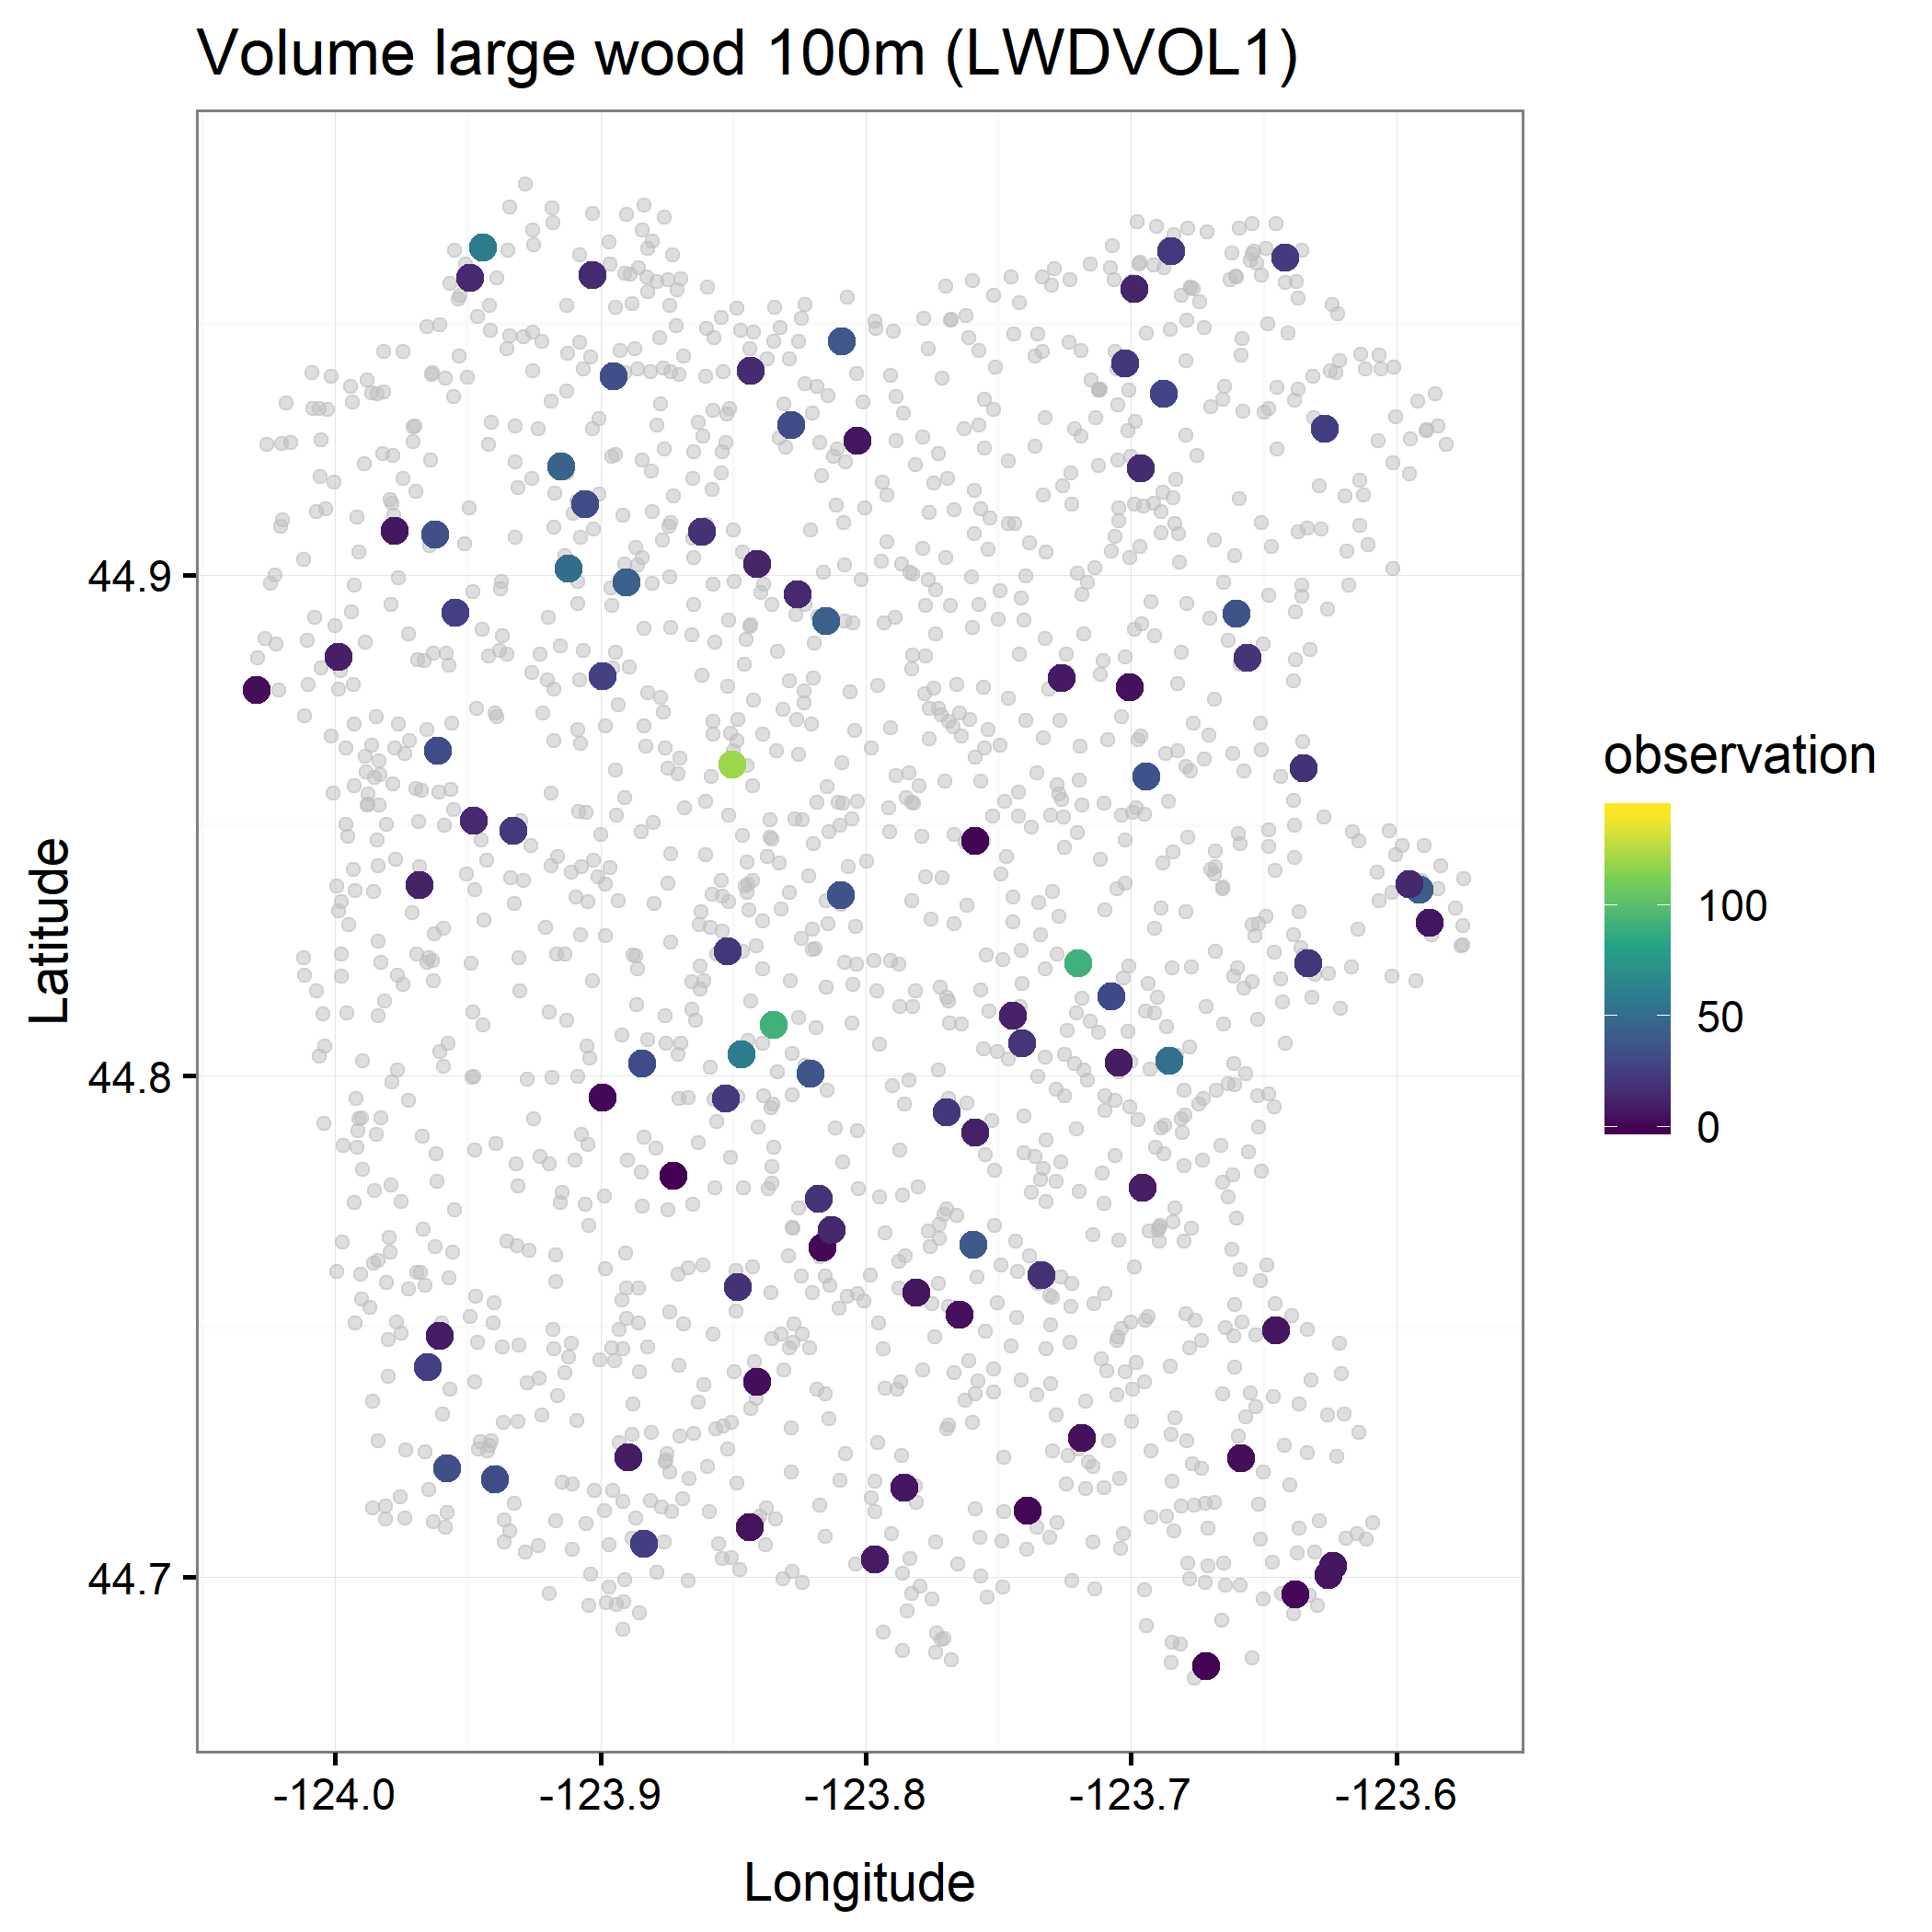 Volume large wood 100m (LWDVOL1)
44.9
44.8
44.7
Latitude
-124.0
-123.9
-123.8
-123.7
-123.6
Longitude
observation
100
50
0